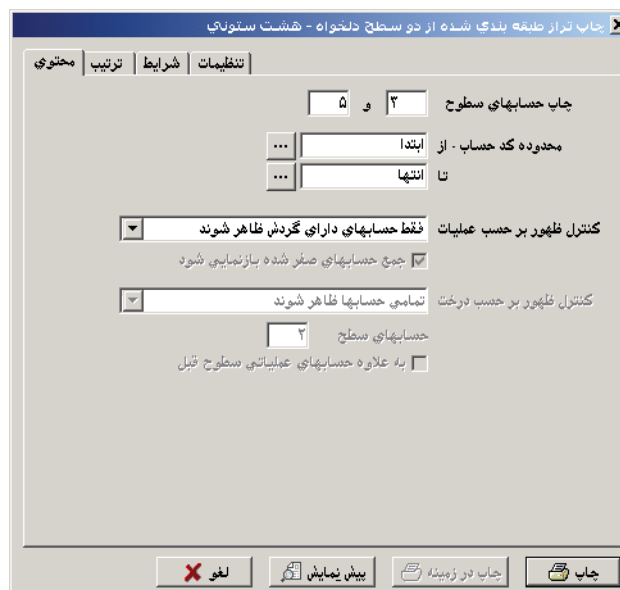 چاپ تراز طبقه بندي شده از دو سطح دلخواه - هشت ستوني
محتوي | ترتيب | شرايط | تنظيمات
چاپ حسابهاي سطوح ۳ و ۵
محدوده كد حساب - از ابتدا ...
تا انتها ...
كنترل ظهور بر حسب عمليات فقط حسابهاي داراي گردش ظاهر شوند
جمع حسابهاي صفر شده بازنمايي شود
كنترل ظهور بر حسب درخت تمامي حسابها ظاهر شوند
حسابهاي سطح ۲
به علاوه حسابهاي عملياتي سطوح قبل
چاپ
چاپ در زمينه
پيش نمايش
لغو